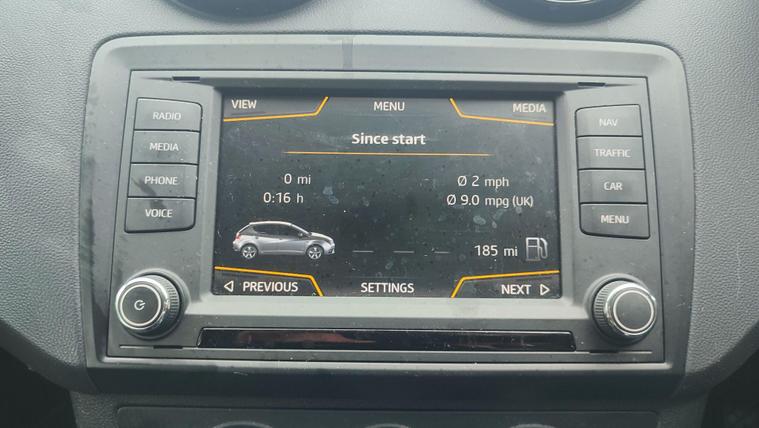 VIEW MENU MEDIA
RADIO
MEDIA
PHONE
VOICE
Since start
0 mi Ø 2 mph
0:16 h Ø 9.0 mpg (UK)
185 mi
PREVIOUS SETTINGS NEXT
NAV
TRAFFIC
CAR
MENU